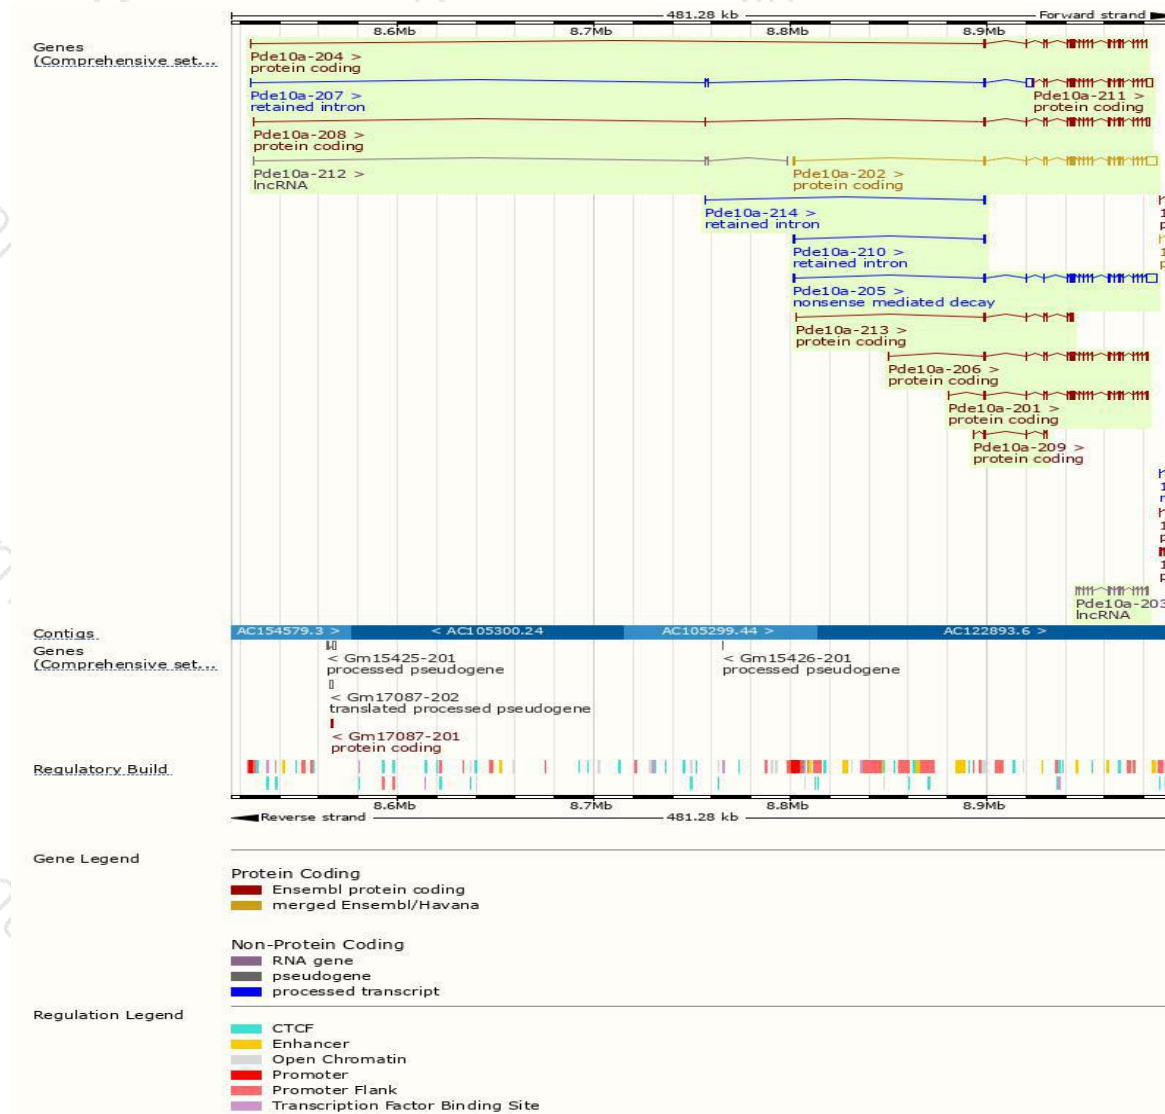 481.28 kb
Forward strand
8.6Mb 8.7Mb 8.8Mb 8.9Mb
Genes
(Comprehensive set...
Pde10a-204 >
protein coding
Pde10a-207 >
retained intron
Pde10a-211 >
protein coding
Pde10a-208 >
protein coding
Pde10a-212 >
lncRNA
Pde10a-202 >
protein coding
Pde10a-214 >
retained intron
Pde10a-210 >
retained intron
Pde10a-205 >
nonsense mediated decay
Pde10a-213 >
protein coding
Pde10a-206 >
protein coding
Pde10a-201 >
protein coding
Pde10a-209 >
protein coding
Pde10a-203
lncRNA
Contigs
AC154579.3 > < AC105300.24 AC105299.44 > AC122893.6 >
Genes
(Comprehensive set...
< Gm15425-201
processed pseudogene
< Gm15426-201
processed pseudogene
< Gm17087-202
translated processed pseudogene
< Gm17087-201
protein coding
Regulatory Build
8.6Mb 8.7Mb 8.8Mb 8.9Mb
Reverse strand
481.28 kb
Gene Legend
Protein Coding
Ensembl protein coding
merged Ensembl/Havana
Non-Protein Coding
RNA gene
pseudogene
processed transcript
Regulation Legend
CTCF
Enhancer
Open Chromatin
Promoter
Promoter Flank
Transcription Factor Binding Site